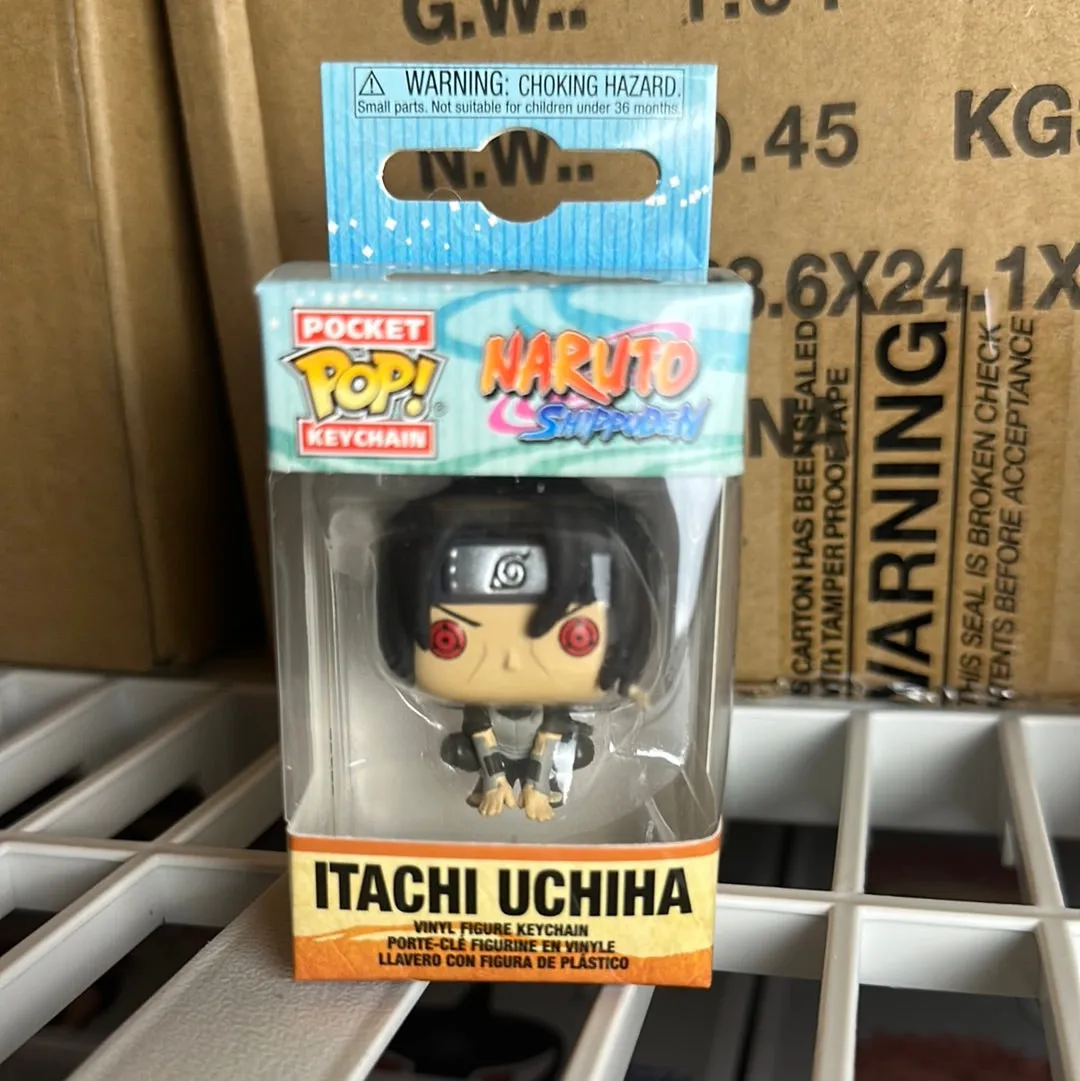 G.W..
WARNING: CHOKING HAZARD.
Small parts. Not suitable for children under 36 months.
N.W.. 0.45 KGS
3.6X24.1X
POCKET
POP!
KEYCHAIN
NARUTO
SHIPPUDEN
CARTON HAS BEEN SEALED
WITH TAMPER PROOF TAPE
WARNING
THIS SEAL IS BROKEN CHECK
TENTS BEFORE ACCEPTANCE
ITACHI UCHIHA
VINYL FIGURE KEYCHAIN
PORTE-CLÉ FIGURINE EN VINYLE
LLAVERO CON FIGURA DE PLÁSTICO